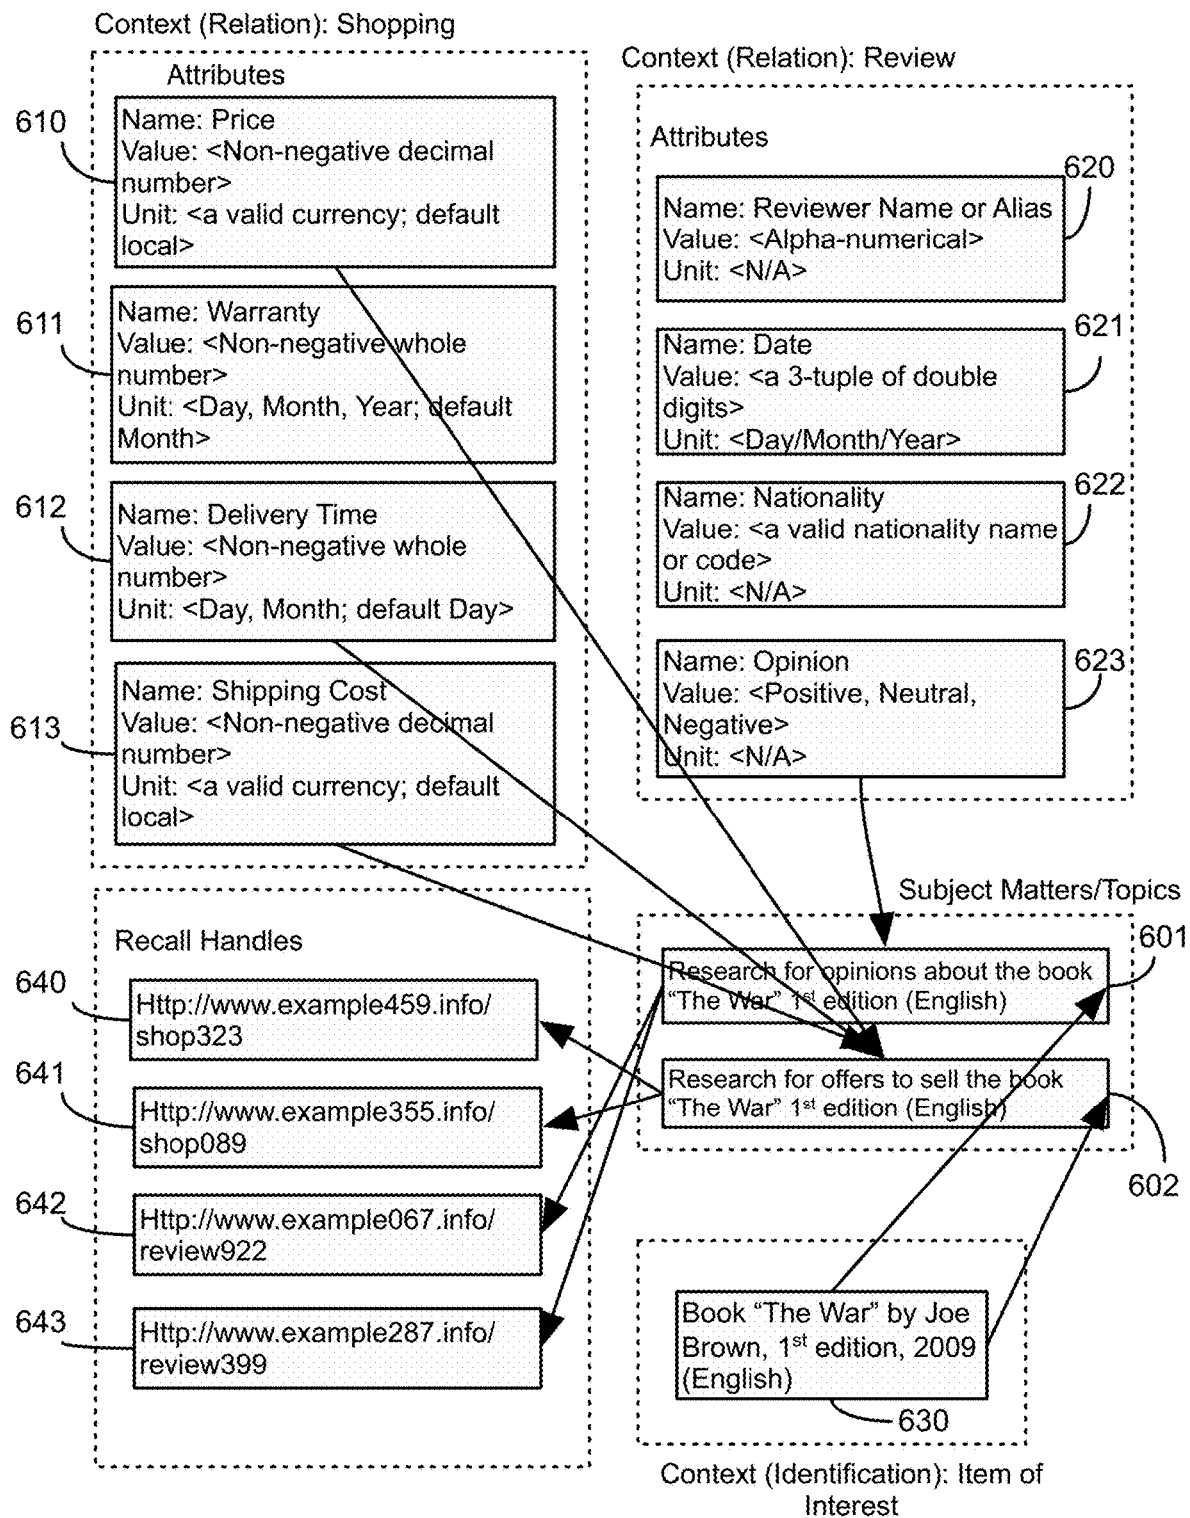 Context (Relation): Shopping
Attributes
610
Name: Price
Value: <Non-negative decimal
number>
Unit: <a valid currency; default
local>
611
Name: Warranty
Value: <Non-negative whole
number>
Unit: <Day, Month, Year; default
Month>
612
Name: Delivery Time
Value: <Non-negative whole
number>
Unit: <Day, Month; default Day>
613
Name: Shipping Cost
Value: <Non-negative decimal
number>
Unit: <a valid currency; default
local>
Context (Relation): Review
Attributes
620
Name: Reviewer Name or Alias
Value: <Alpha-numerical>
Unit: <N/A>
621
Name: Date
Value: <a 3-tuple of double
digits>
Unit: <Day/Month/Year>
622
Name: Nationality
Value: <a valid nationality name
or code>
Unit: <N/A>
623
Name: Opinion
Value: <Positive, Neutral,
Negative>
Unit: <N/A>
Recall Handles
640
Http://www.example459.info/
shop323
641
Http://www.example355.info/
shop089
642
Http://www.example067.info/
review922
643
Http://www.example287.info/
review399
Subject Matters/Topics
601
Research for opinions about the book
“The War” 1st edition (English)
Research for offers to sell the book
“The War” 1st edition (English)
602
Book “The War” by Joe
Brown, 1st edition, 2009
(English)
630
Context (Identification): Item of
Interest